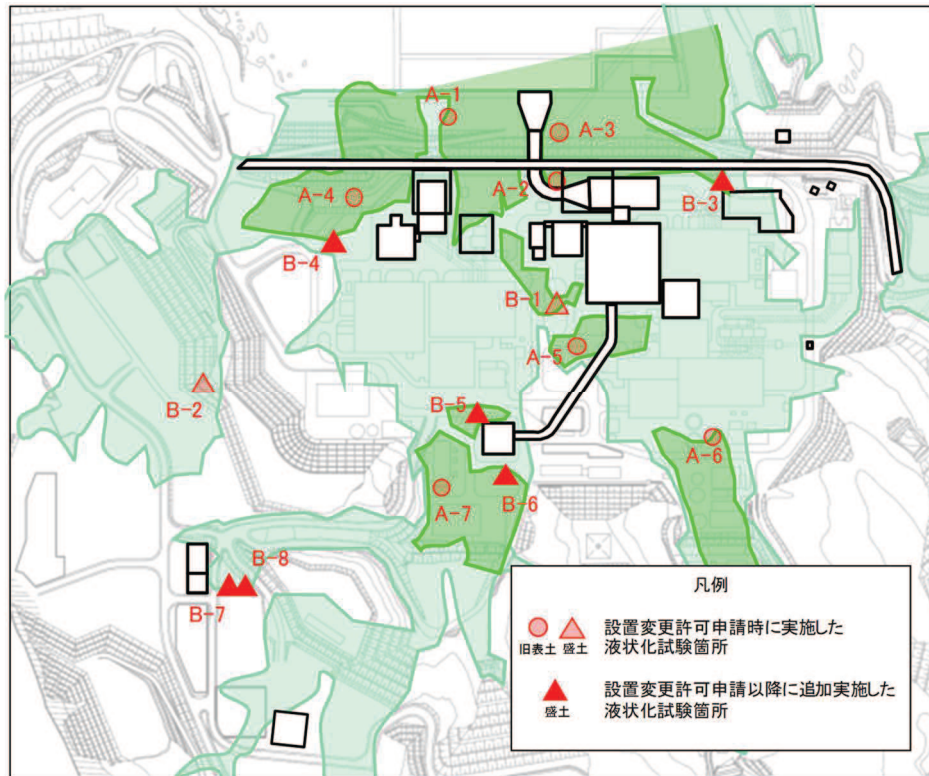 A-1
A-3
A-2
A-4
B-3
B-4
B-1
A-5
B-2
B-5
A-6
A-7
B-6
B-8
B-7
凡例
旧表土 盛土
設置変更許可申請時に実施した
液状化試験箇所
盛土
設置変更許可申請以降に追加実施した
液状化試験箇所